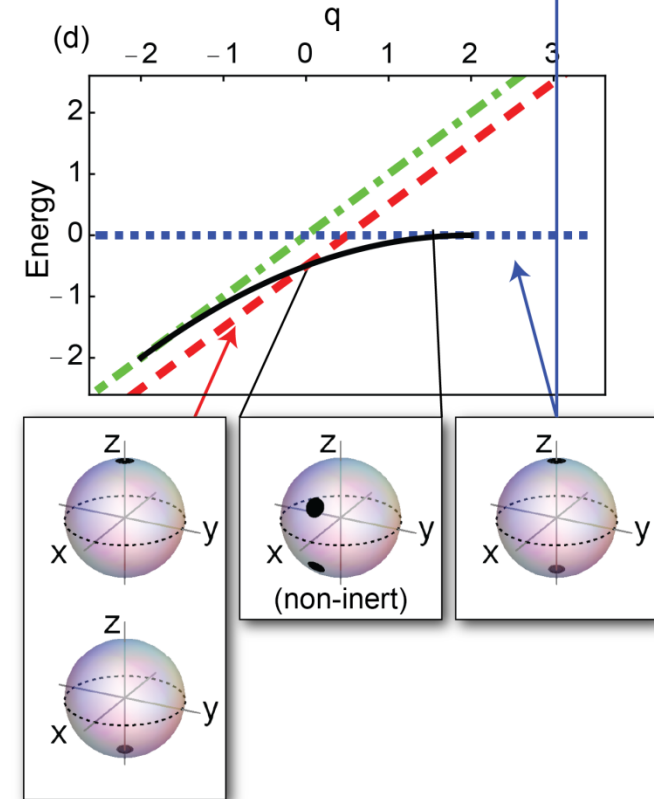 q
(d)
−2 −1 0 1 2 3
2
1
0
−1
−2
Energy
z z z
x y x y x y
(non-inert)
z
x y